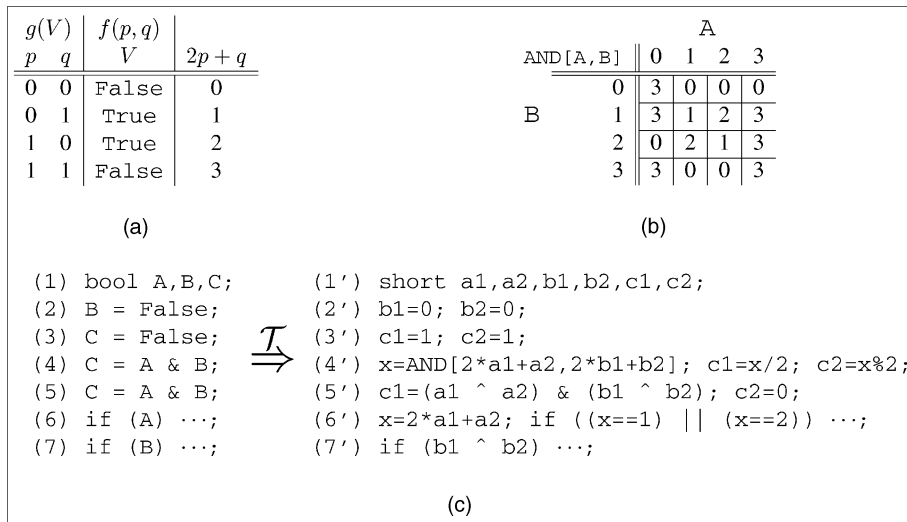 g(V) f(p, q)
p q V 2p + q
0 0 False 0
0 1 True 1
1 0 True 2
1 1 False 3
(a)
A
AND[A,B] 0 1 2 3
0 3 0 0 0
B 1 3 1 2 3
2 0 2 1 3
3 3 0 0 3
(b)
(1) bool A,B,C; (1') short a1,a2,b1,b2,c1,c2;
(2) B = False; (2') b1=0; b2=0;
(3) C = False; 𝒯⇒ (3') c1=1; c2=1;
(4) C = A & B; (4') x=AND[2*a1+a2,2*b1+b2]; c1=x/2; c2=x%2;
(5) C = A & B; (5') c1=(a1 ^ a2) & (b1 ^ b2); c2=0;
(6) if (A) ···; (6') x=2*a1+a2; if ((x==1) || (x==2)) ···;
(7) if (B) ···; (7') if (b1 ^ b2) ···;
(c)